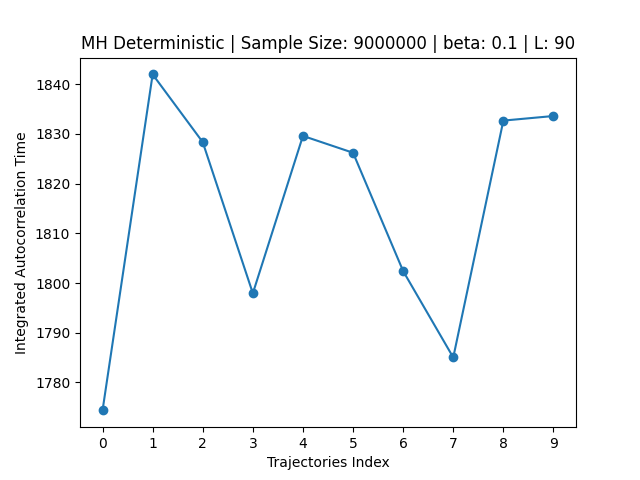 MH Deterministic | Sample Size: 9000000 | beta: 0.1 | L: 90
Integrated Autocorrelation Time
1840
1830
1820
1810
1800
1790
1780
0 1 2 3 4 5 6 7 8 9
Trajectories Index